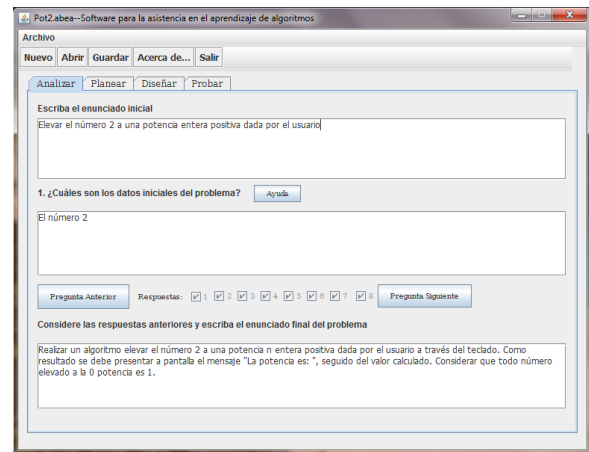 Pot2.abea--Software para la asistencia en el aprendizaje de algoritmos
Archivo
Nuevo Abrir Guardar Acerca de... Salir
Analizar Planear Diseñar Probar
Escriba el enunciado inicial
Elevar el número 2 a una potencia entera positiva dada por el usuario
1. ¿Cuáles son los datos iniciales del problema? Ayuda
El número 2
Pregunta Anterior Respuestas: 1 2 3 4 5 6 7 8 Pregunta Siguiente
Considere las respuestas anteriores y escriba el enunciado final del problema
Realizar un algoritmo elevar el número 2 a una potencia n entera positiva dada por el usuario a través del teclado. Como
resultado se debe presentar a pantalla el mensaje "La potencia es: ", seguido del valor calculado. Considerar que todo número
elevado a la 0 potencia es 1.